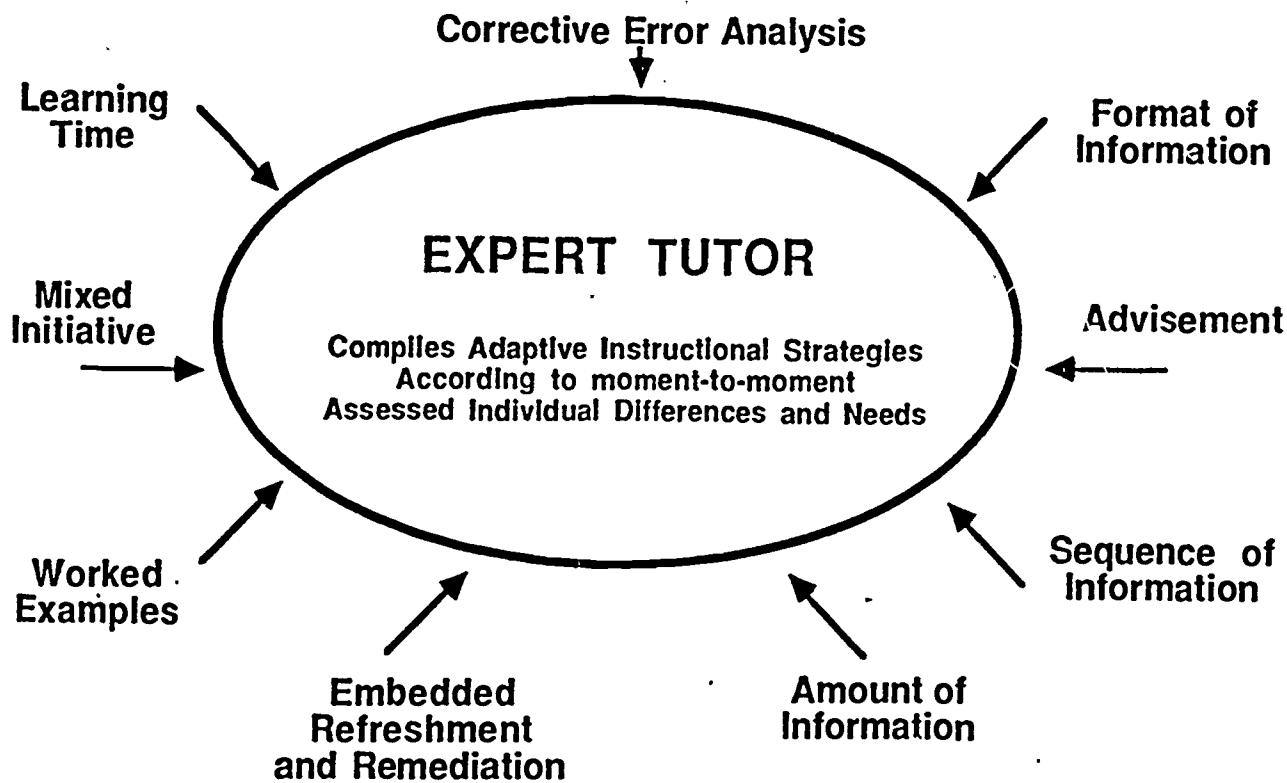 Corrective Error Analysis
Learning
Time
Format of
Information
EXPERT TUTOR
Mixed
Initiative
Advisement
Compiles Adaptive Instructional Strategies
According to moment-to-moment
Assessed Individual Differences and Needs
Worked
Examples
Sequence of
Information
Embedded
Refreshment
and Remediation
Amount of
Information